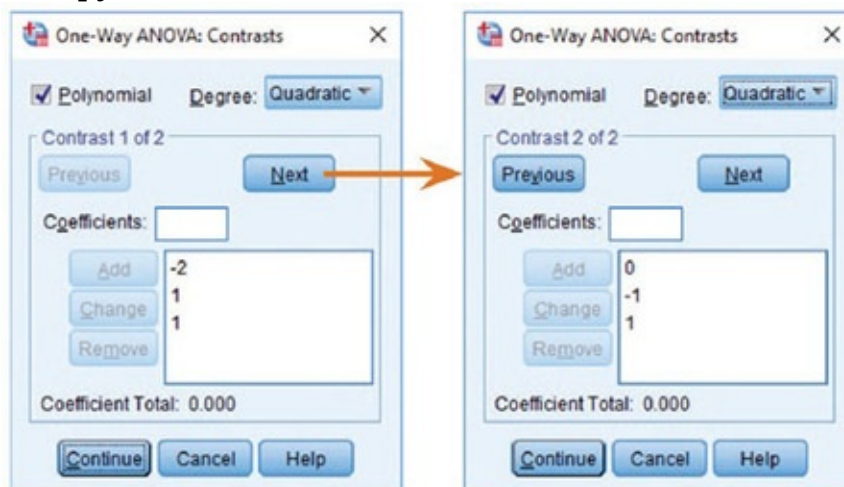 One-Way ANOVA: Contrasts
Polynomial Degree: Quadratic
Contrast 1 of 2
Previous Next
Coefficients:
Add
Change
Remove
-2
1
1
Coefficient Total: 0.000
Continue Cancel Help
One-Way ANOVA: Contrasts
Polynomial Degree: Quadratic
Contrast 2 of 2
Previous Next
Coefficients:
Add
Change
Remove
0
-1
1
Coefficient Total: 0.000
Continue Cancel Help